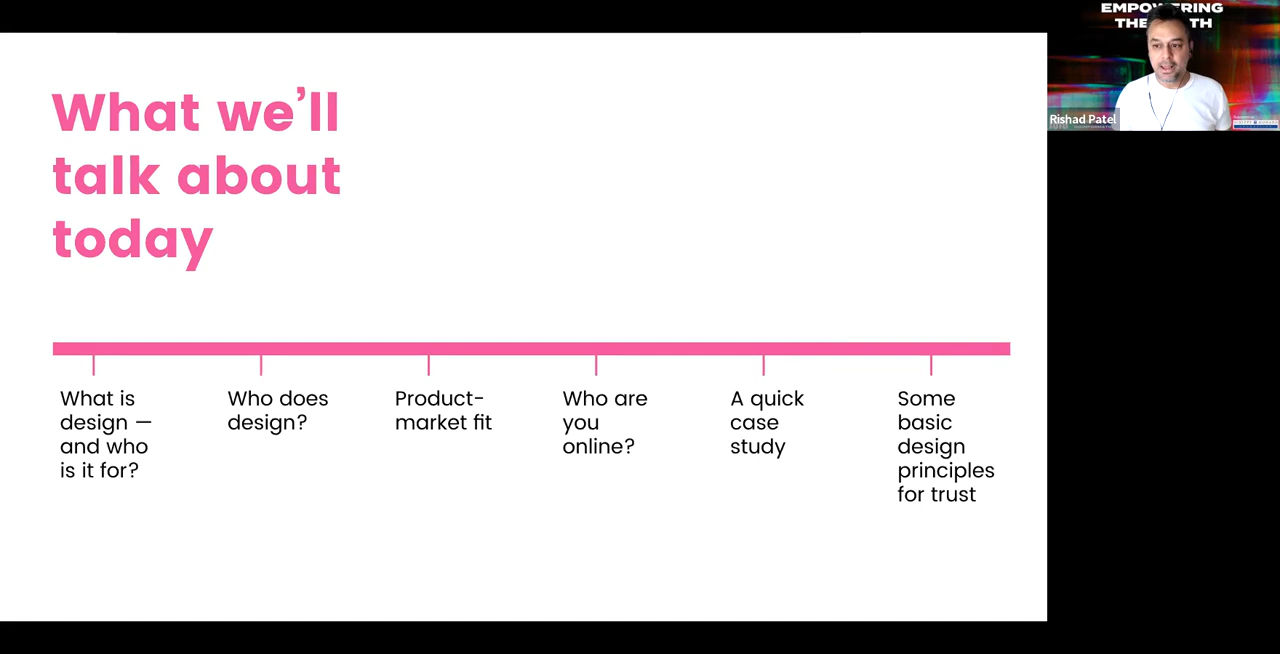 What we’ll
talk about
today
What is
design —
and who
is it for?
Who does
design?
Product-
market fit
Who are
you
online?
A quick
case
study
Some
basic
design
principles
for trust
Rishad Patel